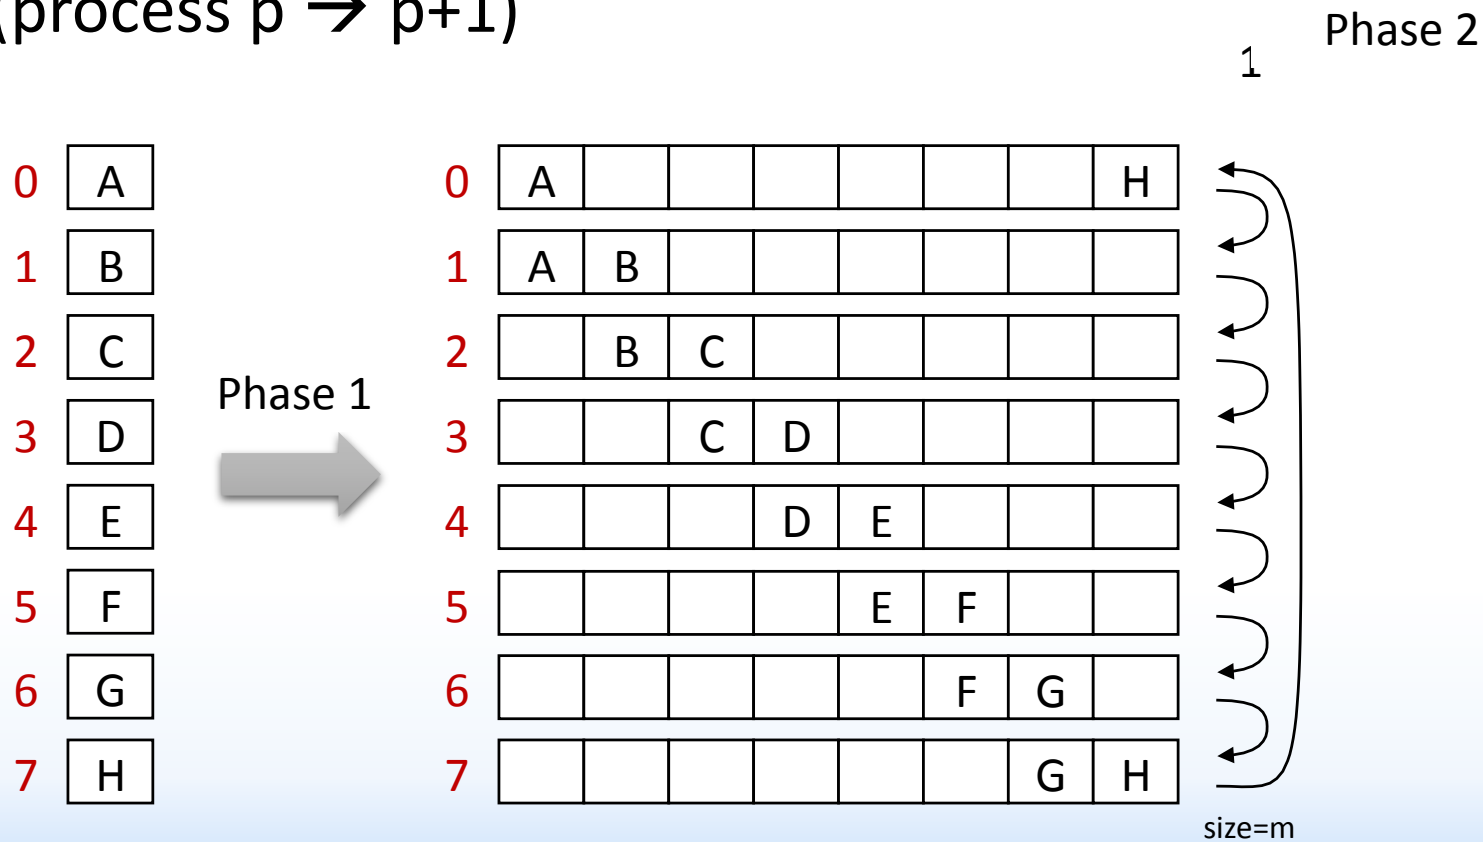 (process p → p+1)
Phase 2
1
0 A 0 A H
1 B 1 A B
2 C 2 B C
Phase 1
3 D 3 C D
4 E 4 D E
5 F 5 E F
6 G 6 F G
7 H 7 G H
size=m